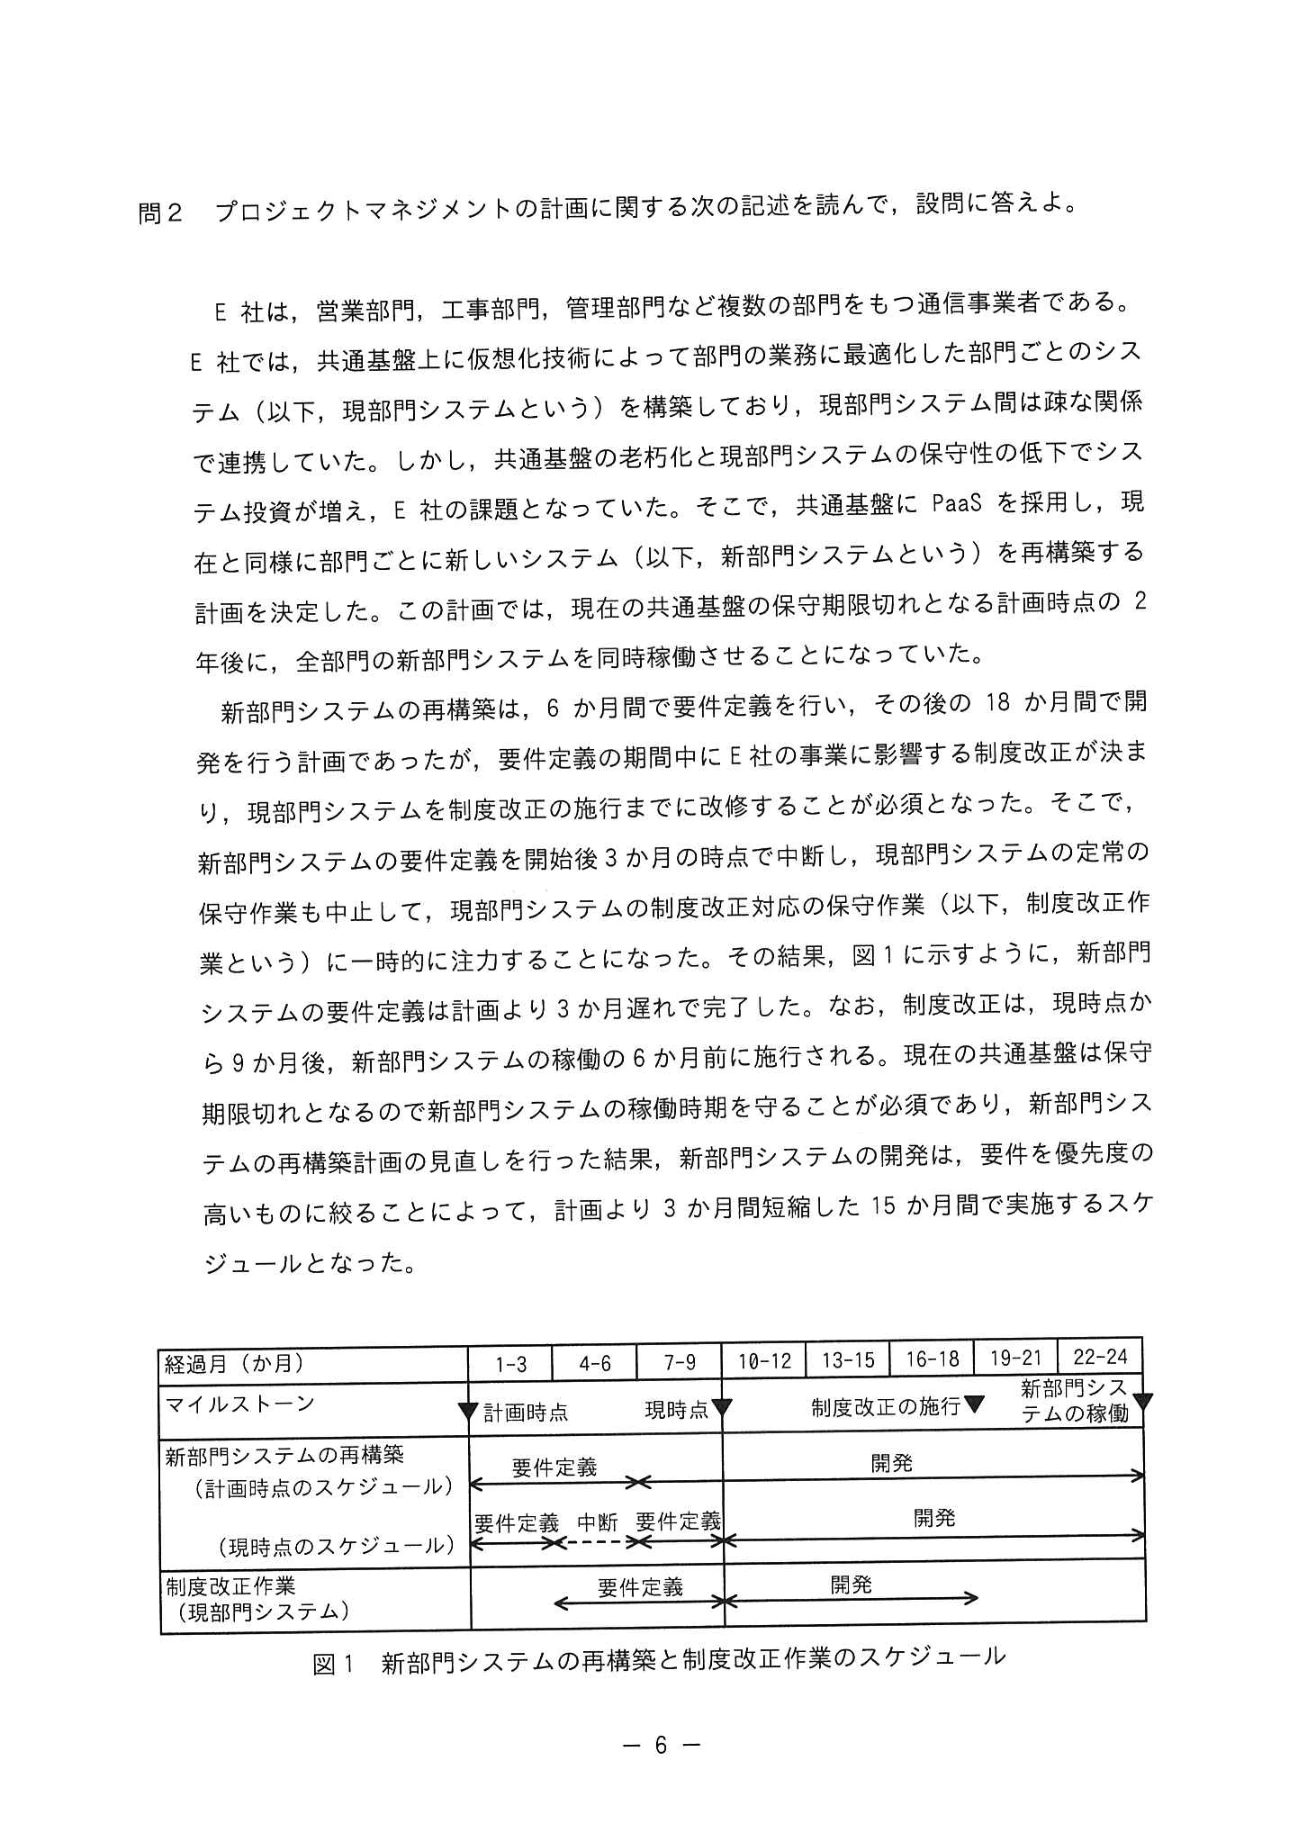 問２　プロジェクトマネジメントの計画に関する次の記述を読んで，設問に答えよ。
E 社は，営業部門，工事部門，管理部門など複数の部門をもつ通信事業者である。
E 社では，共通基盤上に仮想化技術によって部門の業務に最適化した部門ごとのシス
テム（以下，現部門システムという）を構築しており，現部門システム間は疎な関係
で連携していた。しかし，共通基盤の老朽化と現部門システムの保守性の低下でシス
テム投資が増え，E 社の課題となっていた。そこで，共通基盤に PaaS を採用し，現
在と同様に部門ごとに新しいシステム（以下，新部門システムという）を再構築する
計画を決定した。この計画では，現在の共通基盤の保守期限切れとなる計画時点の 2
年後に，全部門の新部門システムを同時稼働させることになっていた。
新部門システムの再構築は，6 か月間で要件定義を行い，その後の 18 か月間で開
発を行う計画であったが，要件定義の期間中に E 社の事業に影響する制度改正が決ま
り，現部門システムを制度改正の施行までに改修することが必須となった。そこで，
新部門システムの要件定義を開始後 3 か月の時点で中断し，現部門システムの定常の
保守作業も中止して，現部門システムの制度改正対応の保守作業（以下，制度改正作
業という）に一時的に注力することになった。その結果，図 1 に示すように，新部門
システムの要件定義は計画より 3 か月遅れで完了した。なお，制度改正は，現時点か
ら 9 か月後，新部門システムの稼働の 6 か月前に施行される。現在の共通基盤は保守
期限切れとなるので新部門システムの稼働時期を守ることが必須であり，新部門シス
テムの再構築計画の見直しを行った結果，新部門システムの開発は，要件を優先度の
高いものに絞ることによって，計画より 3 か月間短縮した 15 か月間で実施するスケ
ジュールとなった。
経過月（か月） 1-3 4-6 7-9 10-12 13-15 16-18 19-21 22-24
マイルストーン ▼計画時点 現時点▼ 制度改正の施行▼ 新部門シス
テムの稼働▼
新部門システムの再構築
（計画時点のスケジュール） 要件定義 開発
（現時点のスケジュール） 要件定義 中断 要件定義 開発
制度改正作業
（現部門システム） 要件定義 開発
図 1　新部門システムの再構築と制度改正作業のスケジュール
－ 6 －